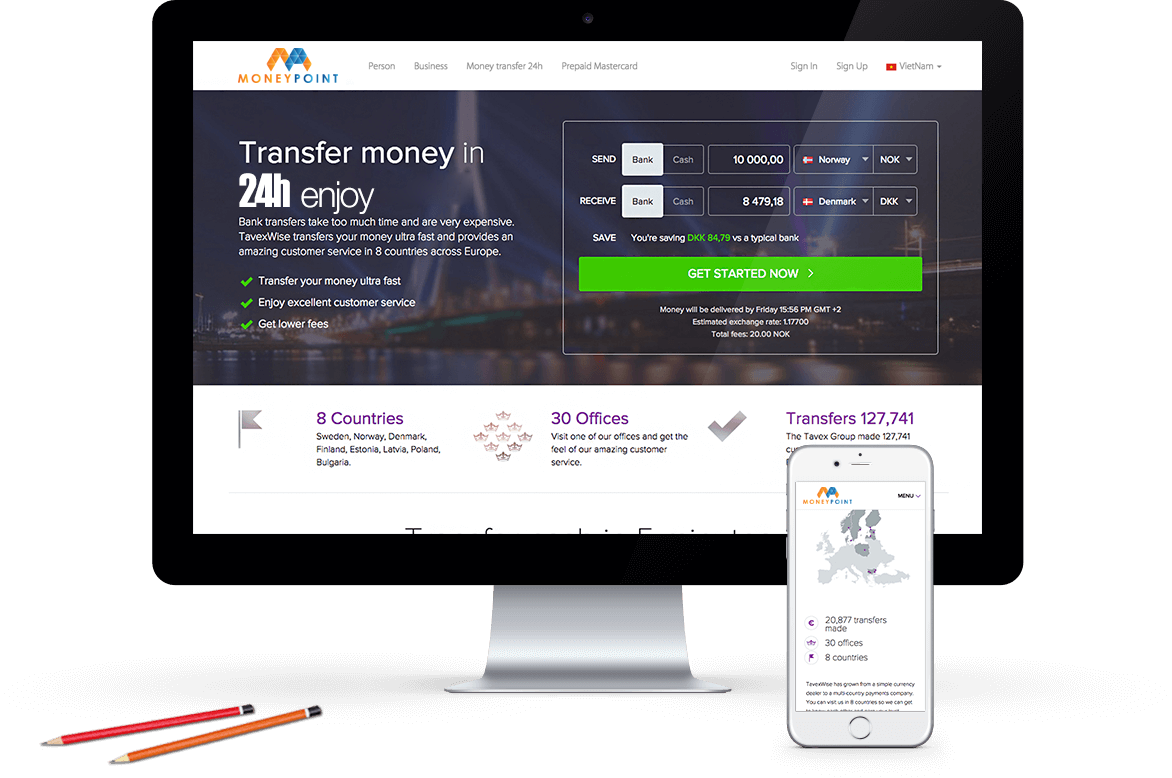 MONEYPOINT
Person Business Money transfer 24h Prepaid Mastercard
Sign In Sign Up VietNam
Transfer money in
24h enjoy
Bank transfers take too much time and are very expensive.
TavexWise transfers your money ultra fast and provides an
amazing customer service in 8 countries across Europe.
Transfer your money ultra fast
Enjoy excellent customer service
Get lower fees
SEND Bank Cash 10 000,00 Norway NOK
RECEIVE Bank Cash 8 479,18 Denmark DKK
SAVE You're saving DKK 84,79 vs a typical bank
GET STARTED NOW
Money will be delivered by Friday 15:56 PM GMT +2
Estimated exchange rate: 1.17700
Total fees: 20.00 NOK
8 Countries
Sweden, Norway, Denmark,
Finland, Estonia, Latvia, Poland,
Bulgaria.
30 Offices
Visit one of our offices and get the
feel of our amazing customer
service.
Transfers 127,741
The Tavex Group made 127,741
MONEYPOINT
MENU
€
20,877 transfers
made
30 offices
8 countries
TavexWise has grown from a simple currency
dealer to a multi-country payments company.
You can visit us in 8 countries so we can get